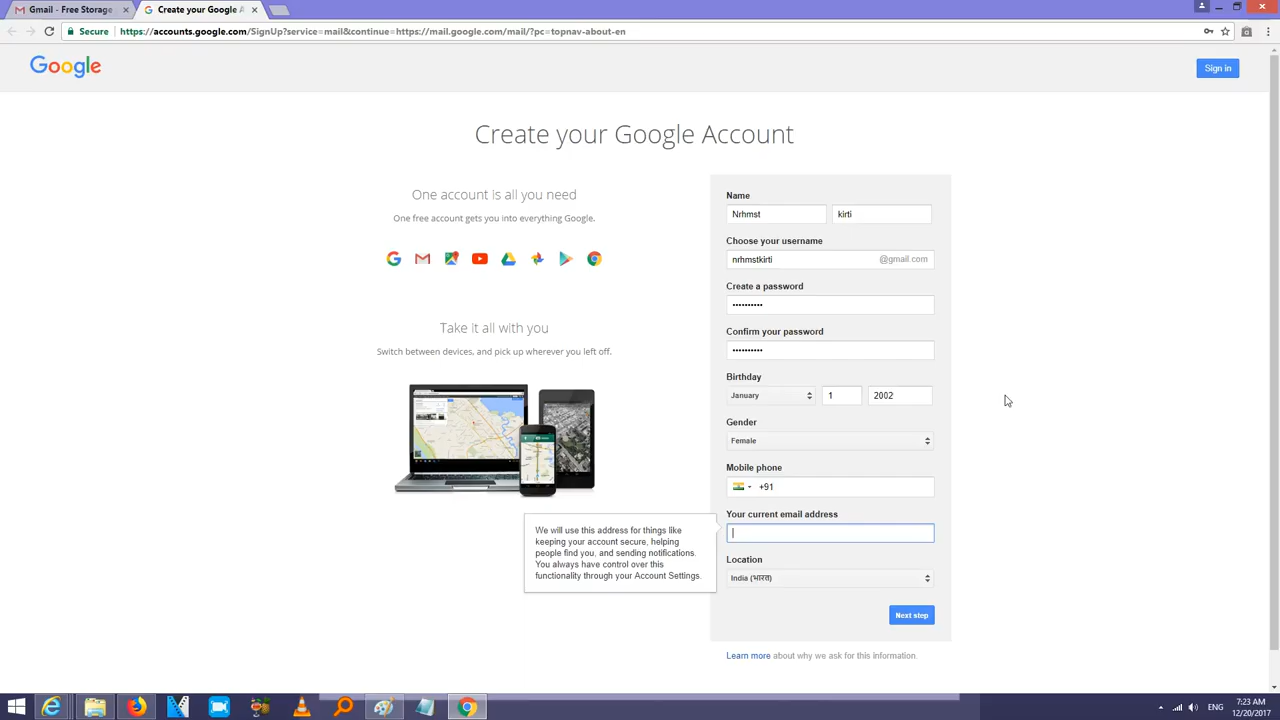 Gmail - Free Storage
Create your Google A
Secure
https://accounts.google.com/SignUp?service=mail&continue=https://mail.google.com/mail/?pc=topnav-about-en
Google
Sign in
Create your Google Account
One account is all you need
One free account gets you into everything Google.
Take it all with you
Switch between devices, and pick up wherever you left off.
Name
Nrhmst kirti
Choose your username
nrhmstkirti @gmail.com
Create a password
••••••••••
Confirm your password
••••••••••
Birthday
January 1 2002
Gender
Female
Mobile phone
+91
Your current email address
We will use this address for things like
keeping your account secure, helping
people find you, and sending notifications.
You always have control over this
functionality through your Account Settings.
Location
India (भारत)
Next step
Learn more about why we ask for this information.
ENG
7:23 AM
12/20/2017